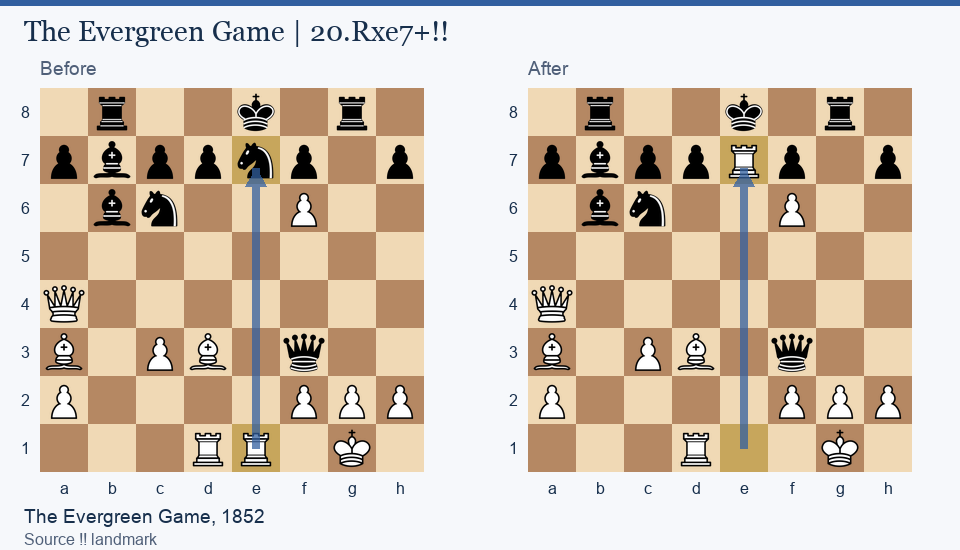 The Evergreen Game | 20.Rxe7+!!
Before After
8 8
7 7
6 6
5 5
4 4
3 3
2 2
1 1
a b c d e f g h a b c d e f g h
The Evergreen Game, 1852
Source !! landmark